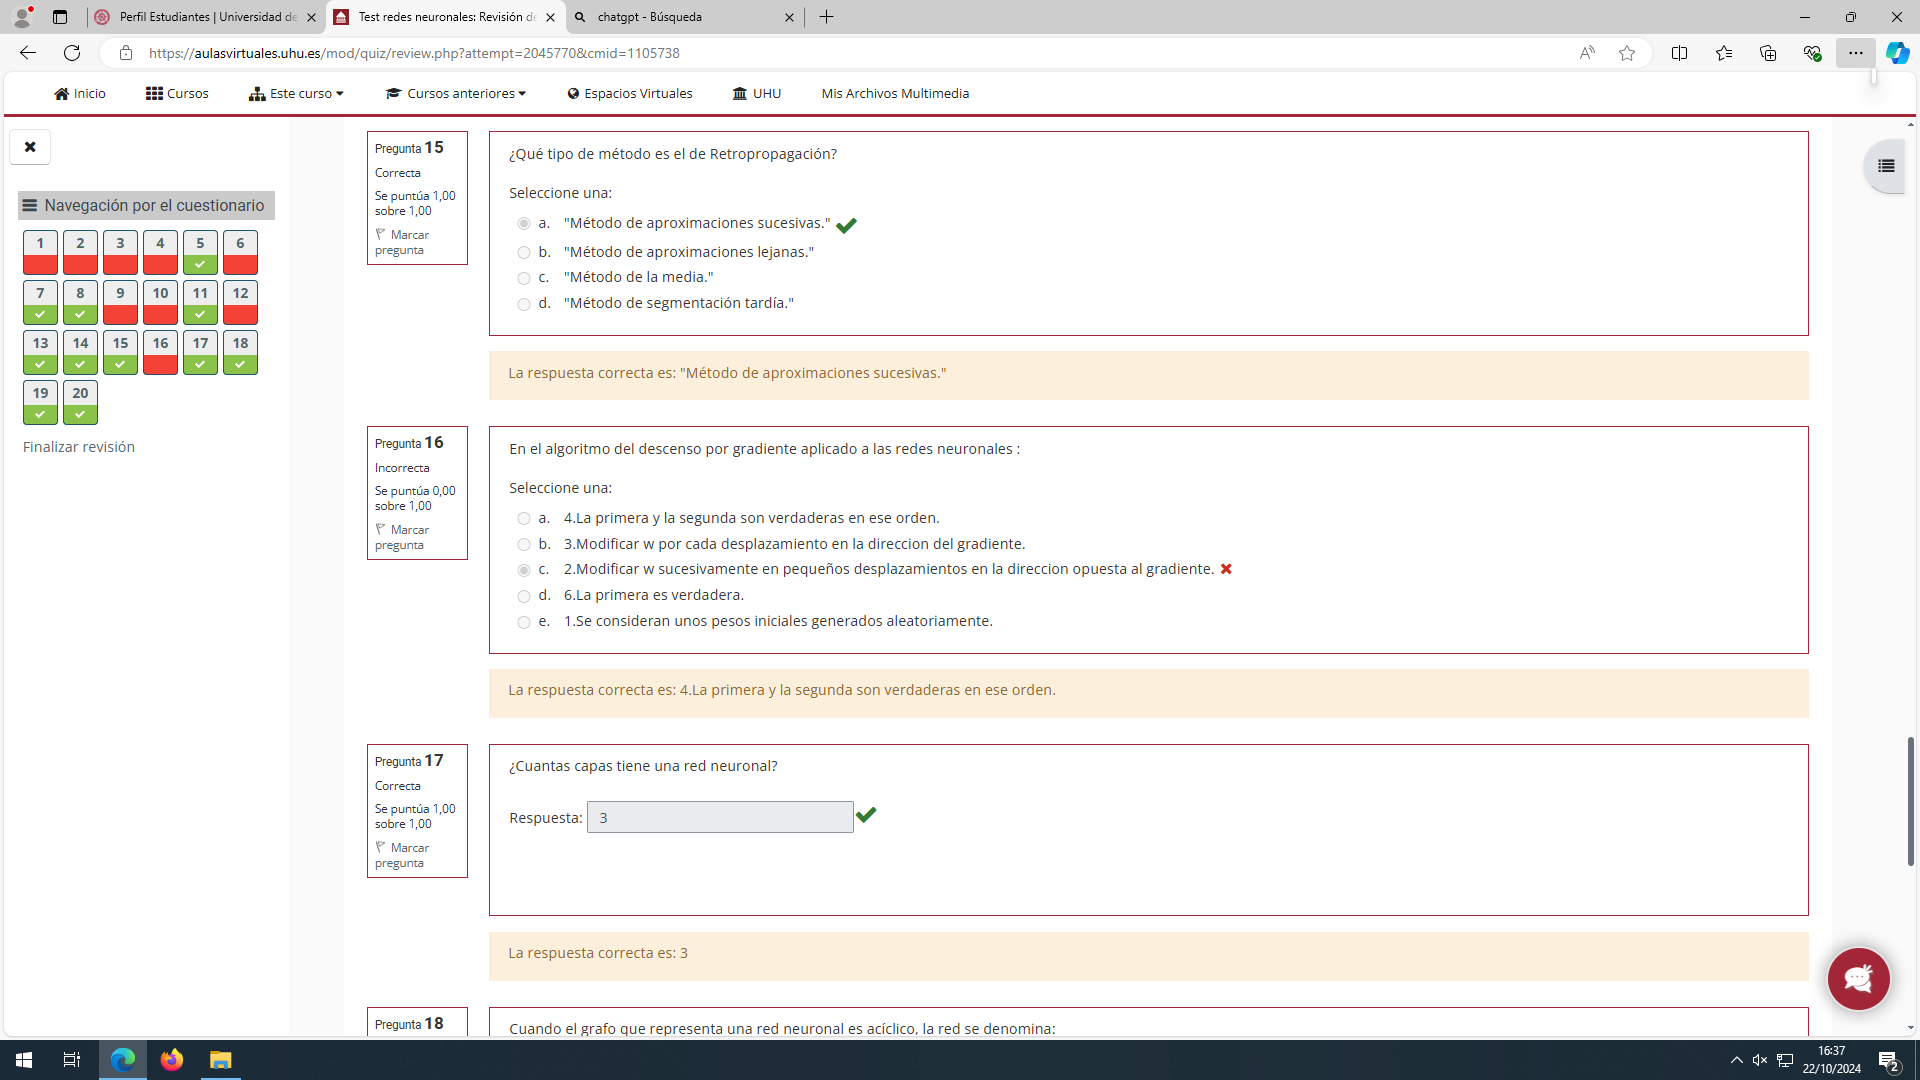 Perfil Estudiantes | Universidad de
Test redes neuronales: Revisión de
chatgpt - Búsqueda
https://aulasvirtuales.uhu.es/mod/quiz/review.php?attempt=2045770&cmid=1105738
Inicio
Cursos
Este curso
Cursos anteriores
Espacios Virtuales
UHU
Mis Archivos Multimedia
Navegación por el cuestionario
1 2 3 4 5 6
7 8 9 10 11 12
13 14 15 16 17 18
19 20
Finalizar revisión
Pregunta 15
Correcta
Se puntúa 1,00
sobre 1,00
Marcar
pregunta
¿Qué tipo de método es el de Retropropagación?
Seleccione una:
a. "Método de aproximaciones sucesivas."
b. "Método de aproximaciones lejanas."
c. "Método de la media."
d. "Método de segmentación tardía."
La respuesta correcta es: "Método de aproximaciones sucesivas."
Pregunta 16
Incorrecta
Se puntúa 0,00
sobre 1,00
Marcar
pregunta
En el algoritmo del descenso por gradiente aplicado a las redes neuronales :
Seleccione una:
a. 4.La primera y la segunda son verdaderas en ese orden.
b. 3.Modificar w por cada desplazamiento en la direccion del gradiente.
c. 2.Modificar w sucesivamente en pequeños desplazamientos en la direccion opuesta al gradiente.
d. 6.La primera es verdadera.
e. 1.Se consideran unos pesos iniciales generados aleatoriamente.
La respuesta correcta es: 4.La primera y la segunda son verdaderas en ese orden.
Pregunta 17
Correcta
Se puntúa 1,00
sobre 1,00
Marcar
pregunta
¿Cuantas capas tiene una red neuronal?
Respuesta: 3
La respuesta correcta es: 3
Pregunta 18
Cuando el grafo que representa una red neuronal es acíclico, la red se denomina:
16:37
22/10/2024
2